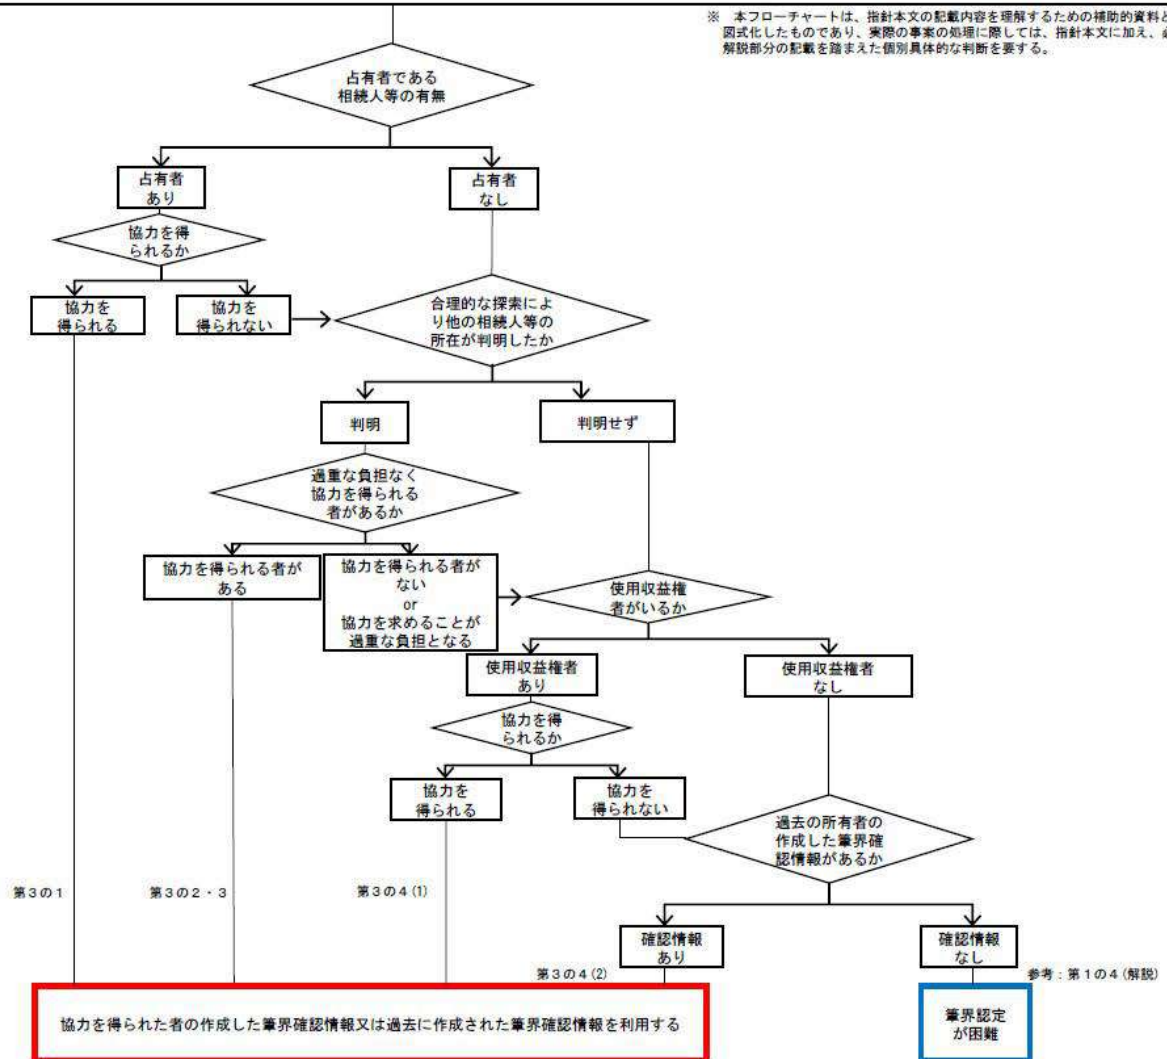 ※ 本フローチャートは、指針本文の記載内容を理解するための補助的資料と
図式化したものであり、実際の事案の処理に際しては、指針本文に加え、
解説部分の記載を踏まえた個別具体的な判断を要する。
占有者である
相続人等の有無
占有者
あり
占有者
なし
協力を得
られるか
協力を
得られる
協力を
得られない
合理的な探索によ
り他の相続人等の
所在が判明したか
判明
判明せず
過重な負担なく
協力を得られる
者があるか
協力を得られる者が
ある
協力を得られる者が
ない
or
協力を求めることが
過重な負担となる
使用収益権
者がいるか
使用収益権者
あり
使用収益権者
なし
協力を得
られるか
協力を
得られる
協力を
得られない
過去の所有者の
作成した筆界確
認情報があるか
第3の1
第3の2・3
第3の4(1)
確認情報
あり
確認情報
なし
第3の4(2)
参考:第1の4(解説)
協力を得られた者の作成した筆界確認情報又は過去に作成された筆界確認情報を利用する
筆界認定
が困難